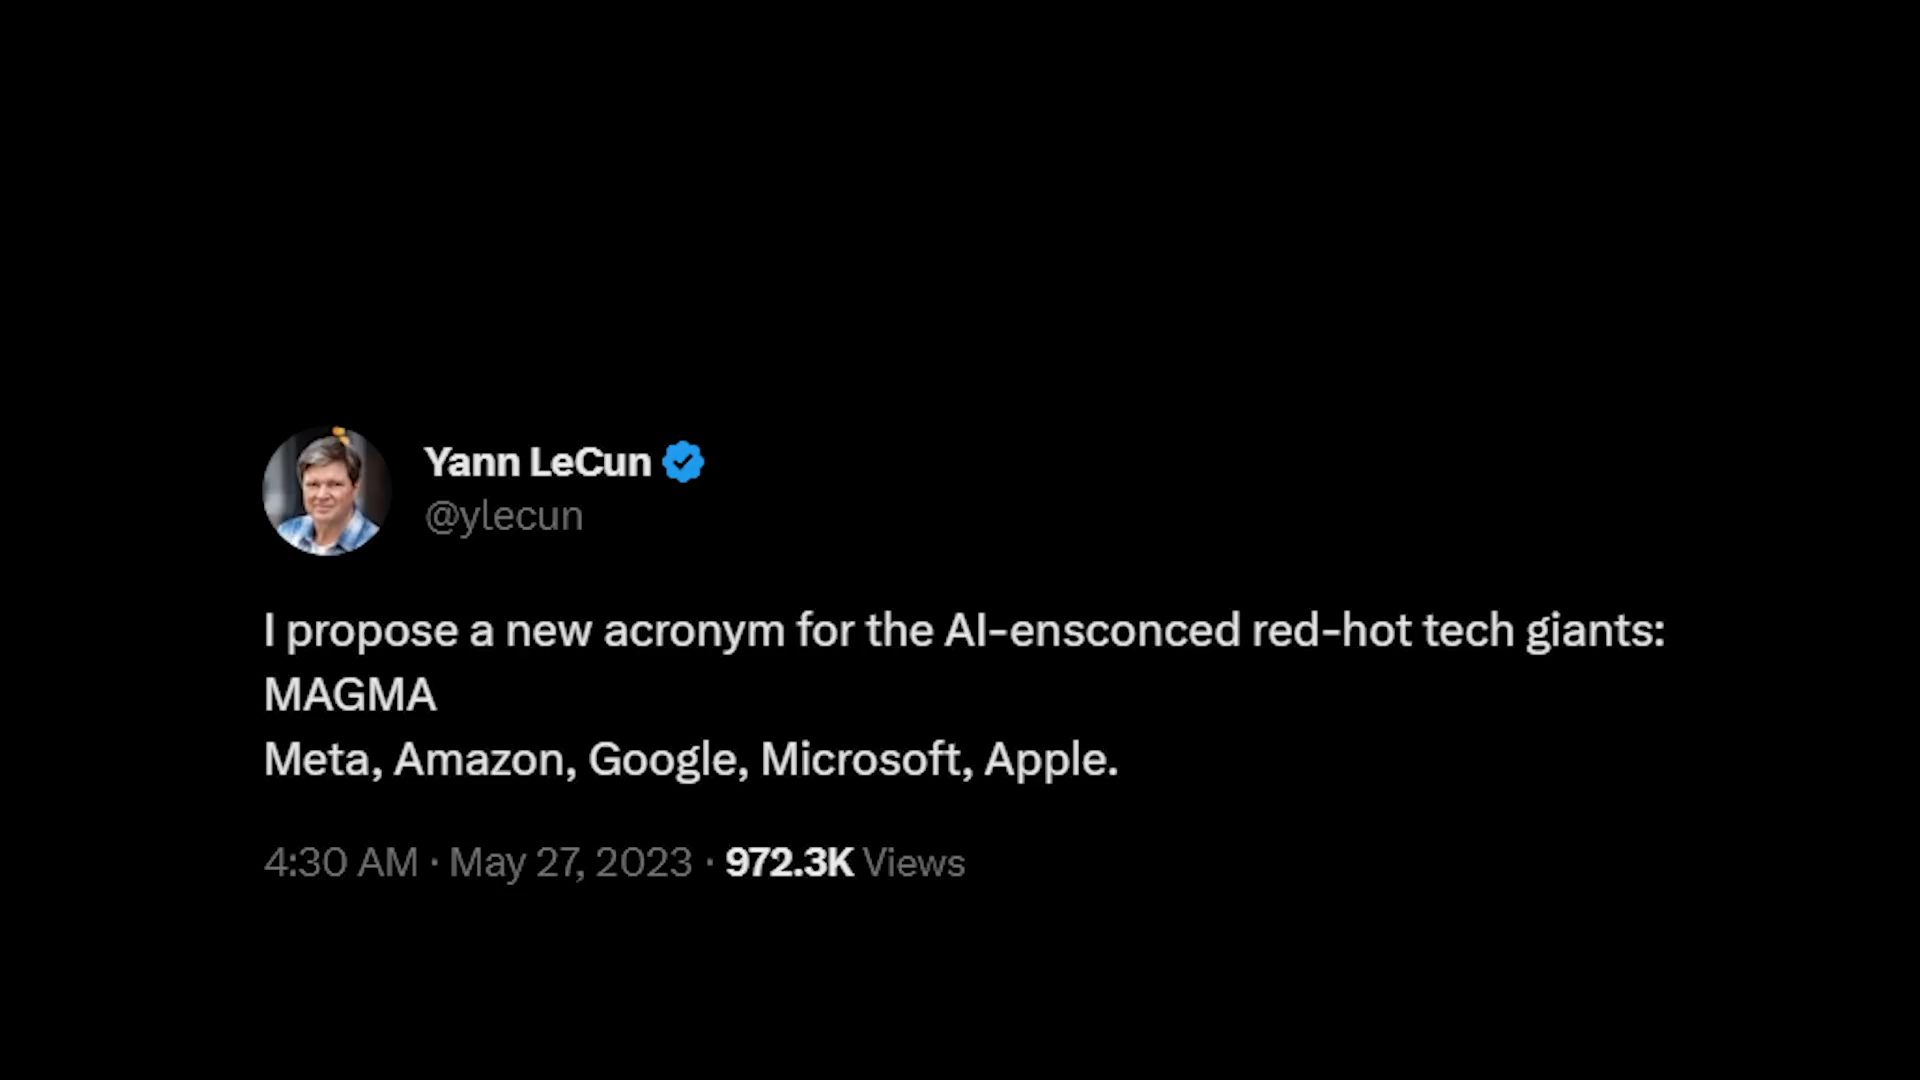 Yann LeCun
@ylecun
I propose a new acronym for the AI-ensconced red-hot tech giants:
MAGMA
Meta, Amazon, Google, Microsoft, Apple.
4:30 AM · May 27, 2023 · 972.3K Views